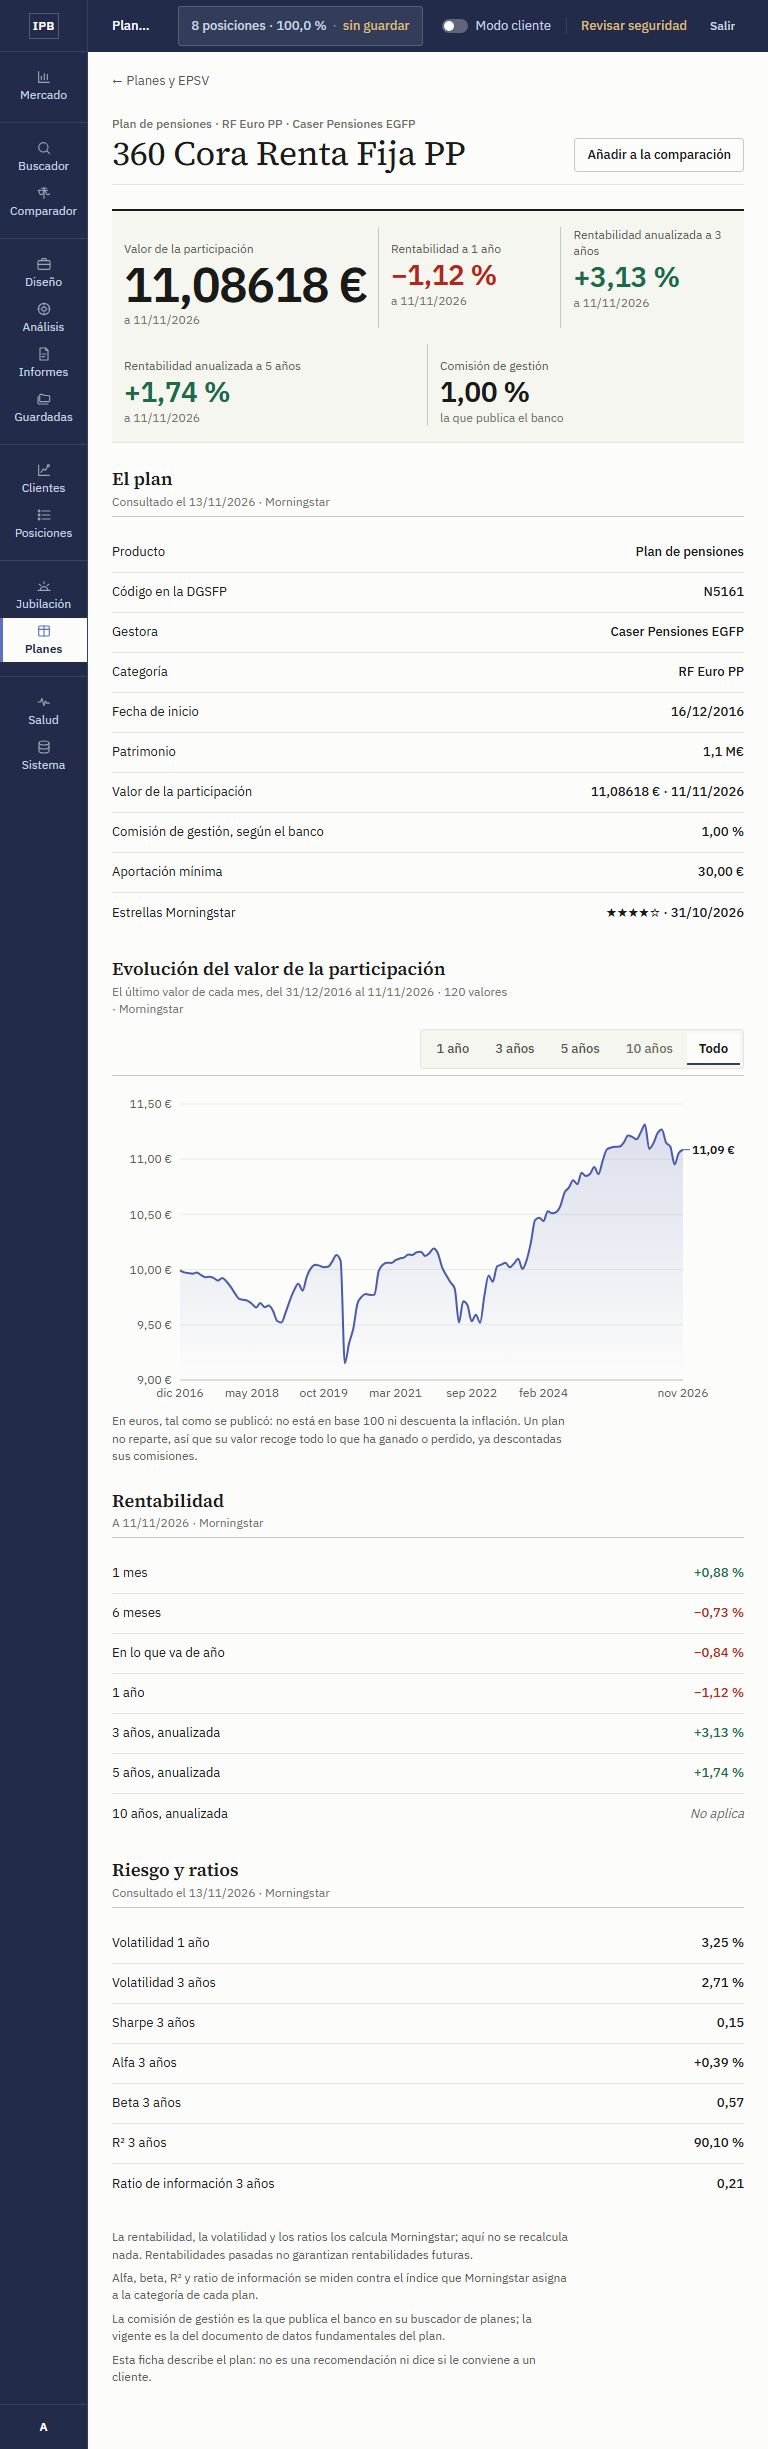 IPB
Plan...
8 posiciones · 100,0 % · sin guardar
Modo cliente
Revisar seguridad
Salir
Mercado
Buscador
Comparador
Diseño
Análisis
Informes
Guardadas
Clientes
Posiciones
Jubilación
Planes
Salud
Sistema
A
← Planes y EPSV
Plan de pensiones · RF Euro PP · Caser Pensiones EGFP
360 Cora Renta Fija PP
Añadir a la comparación
Valor de la participación
11,08618 €
a 11/11/2026
Rentabilidad a 1 año
−1,12 %
a 11/11/2026
Rentabilidad anualizada a 3
años
+3,13 %
a 11/11/2026
Rentabilidad anualizada a 5 años
+1,74 %
a 11/11/2026
Comisión de gestión
1,00 %
la que publica el banco
El plan
Consultado el 13/11/2026 · Morningstar
Producto Plan de pensiones
Código en la DGSFP N5161
Gestora Caser Pensiones EGFP
Categoría RF Euro PP
Fecha de inicio 16/12/2016
Patrimonio 1,1 M€
Valor de la participación 11,08618 € · 11/11/2026
Comisión de gestión, según el banco 1,00 %
Aportación mínima 30,00 €
Estrellas Morningstar ★★★★☆ · 31/10/2026
Evolución del valor de la participación
El último valor de cada mes, del 31/12/2016 al 11/11/2026 · 120 valores
· Morningstar
1 año 3 años 5 años 10 años Todo
11,50 €
11,00 €
10,50 €
10,00 €
9,50 €
9,00 €
11,09 €
dic 2016 may 2018 oct 2019 mar 2021 sep 2022 feb 2024 nov 2026
En euros, tal como se publicó: no está en base 100 ni descuenta la inflación. Un plan
no reparte, así que su valor recoge todo lo que ha ganado o perdido, ya descontadas
sus comisiones.
Rentabilidad
A 11/11/2026 · Morningstar
1 mes +0,88 %
6 meses −0,73 %
En lo que va de año −0,84 %
1 año −1,12 %
3 años, anualizada +3,13 %
5 años, anualizada +1,74 %
10 años, anualizada No aplica
Riesgo y ratios
Consultado el 13/11/2026 · Morningstar
Volatilidad 1 año 3,25 %
Volatilidad 3 años 2,71 %
Sharpe 3 años 0,15
Alfa 3 años +0,39 %
Beta 3 años 0,57
R² 3 años 90,10 %
Ratio de información 3 años 0,21
La rentabilidad, la volatilidad y los ratios los calcula Morningstar; aquí no se recalcula
nada. Rentabilidades pasadas no garantizan rentabilidades futuras.
Alfa, beta, R² y ratio de información se miden contra el índice que Morningstar asigna
a la categoría de cada plan.
La comisión de gestión es la que publica el banco en su buscador de planes; la
vigente es la del documento de datos fundamentales del plan.
Esta ficha describe el plan: no es una recomendación ni dice si le conviene a un
cliente.